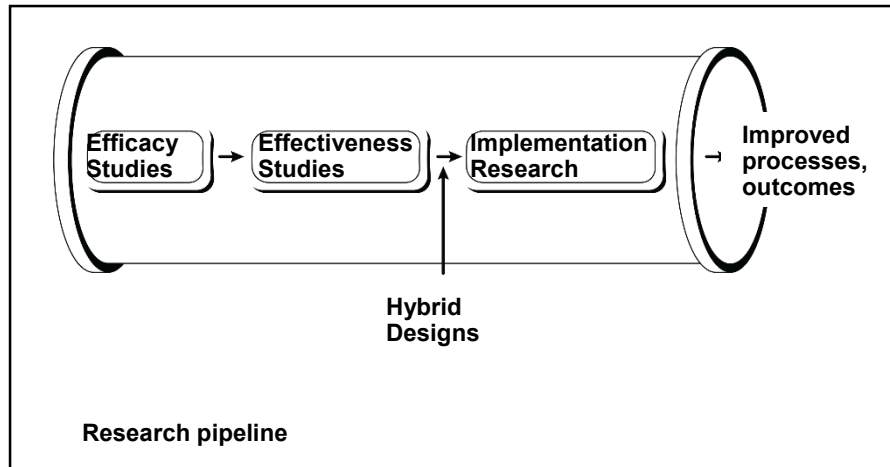 Efficacy
Studies
Effectiveness
Studies
Implementation
Research
Improved
processes,
outcomes
Hybrid
Designs
Research pipeline